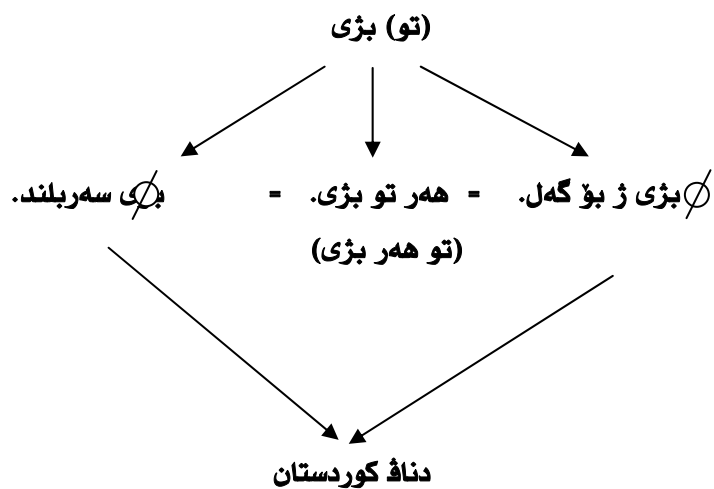 (تو) بژی
∅ بژی ژ بۆ گەل. = هەر تو بژی. = ∅ سەربلند.
(تو هەر بژی)
دناڤ کوردستان